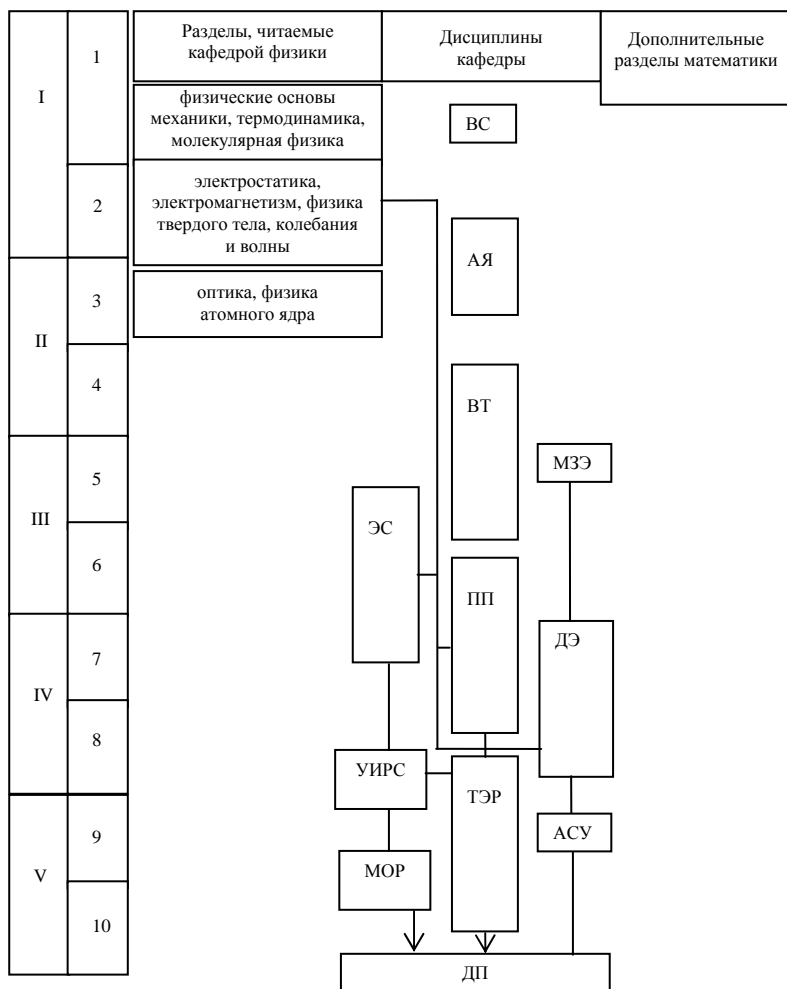 Разделы, читаемые
кафедрой физики
Дисциплины
кафедры
Дополнительные
разделы математики
I
1
физические основы
механики, термодинамика,
молекулярная физика
ВС
2
электростатика,
электромагнетизм, физика
твердого тела, колебания
и волны
АЯ
II
3
оптика, физика
атомного ядра
4
ВТ
III
5
МЗЭ
ЭС
6
ПП
IV
7
ДЭ
8
УИРС
ТЭР
V
9
АСУ
МОР
10
ДП